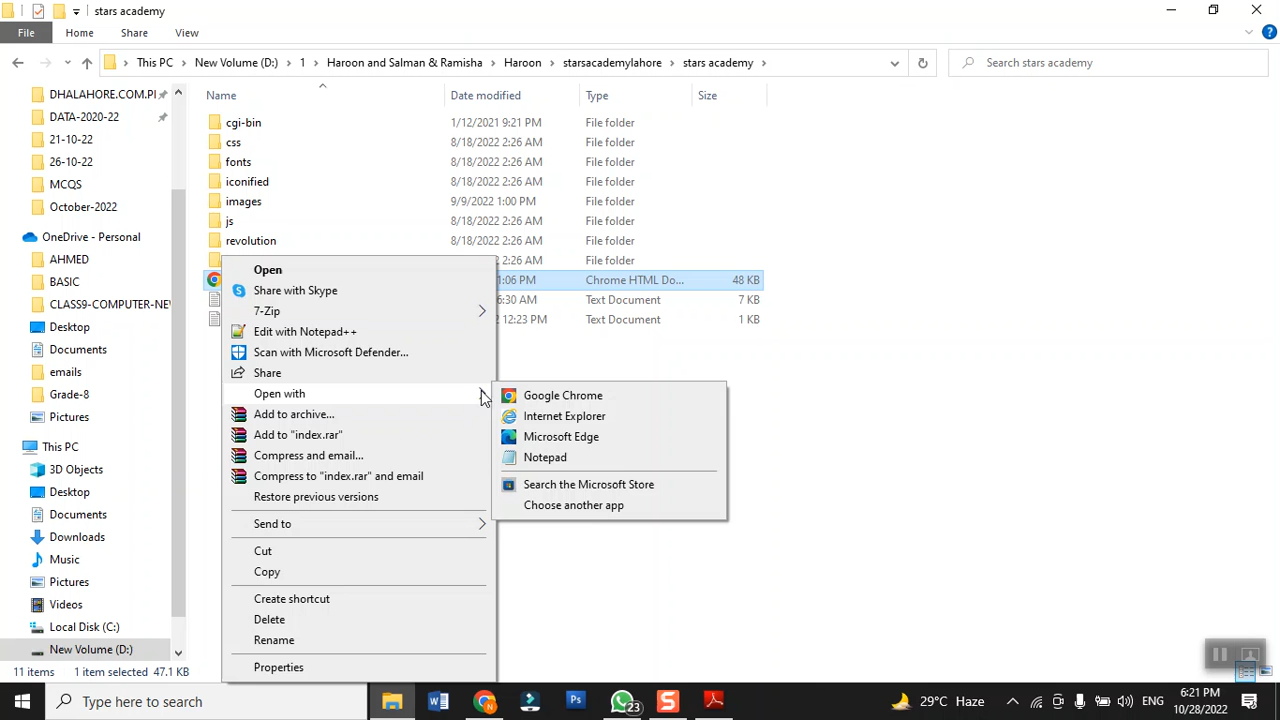 stars academy
File Home Share View
This PC New Volume (D:) 1 Haroon and Salman & Ramisha Haroon starsacademylahore stars academy
Search stars academy
Name Date modified Type Size
DHALAHORE.COM.PI
DATA-2020-22
21-10-22
26-10-22
MCQS
October-2022
OneDrive - Personal
AHMED
BASIC
CLASS9-COMPUTER-NEV
Desktop
Documents
emails
Grade-8
Pictures
This PC
3D Objects
Desktop
Documents
Downloads
Music
Pictures
Videos
Local Disk (C:)
New Volume (D:)
cgi-bin 1/12/2021 9:21 PM File folder
css 8/18/2022 2:26 AM File folder
fonts 8/18/2022 2:26 AM File folder
iconified 8/18/2022 2:26 AM File folder
images 9/9/2022 1:00 PM File folder
js 8/18/2022 2:26 AM File folder
revolution 8/18/2022 2:26 AM File folder
2:26 AM File folder
1:06 PM Chrome HTML Do... 48 KB
6:30 AM Text Document 7 KB
12:23 PM Text Document 1 KB
Open
Share with Skype
7-Zip
Edit with Notepad++
Scan with Microsoft Defender...
Share
Open with
Add to archive...
Add to "index.rar"
Compress and email...
Compress to "index.rar" and email
Restore previous versions
Send to
Cut
Copy
Create shortcut
Delete
Rename
Properties
Google Chrome
Internet Explorer
Microsoft Edge
Notepad
Search the Microsoft Store
Choose another app
11 items 1 item selected 47.1 KB
Type here to search
23
29°C Haze
ENG
6:21 PM
10/28/2022